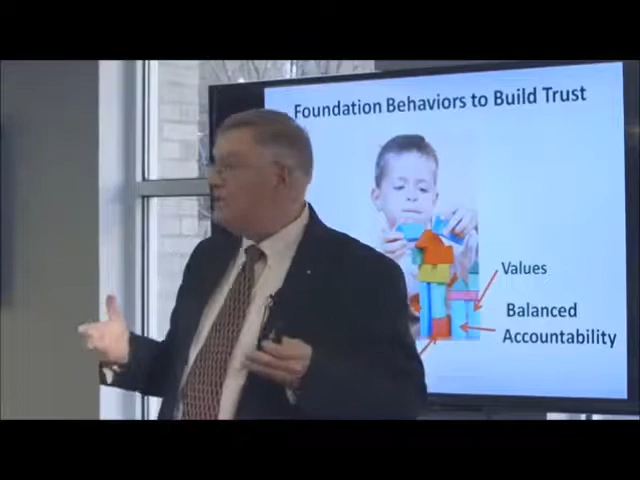 Foundation Behaviors to Build Trust
Values
Balanced
Accountability